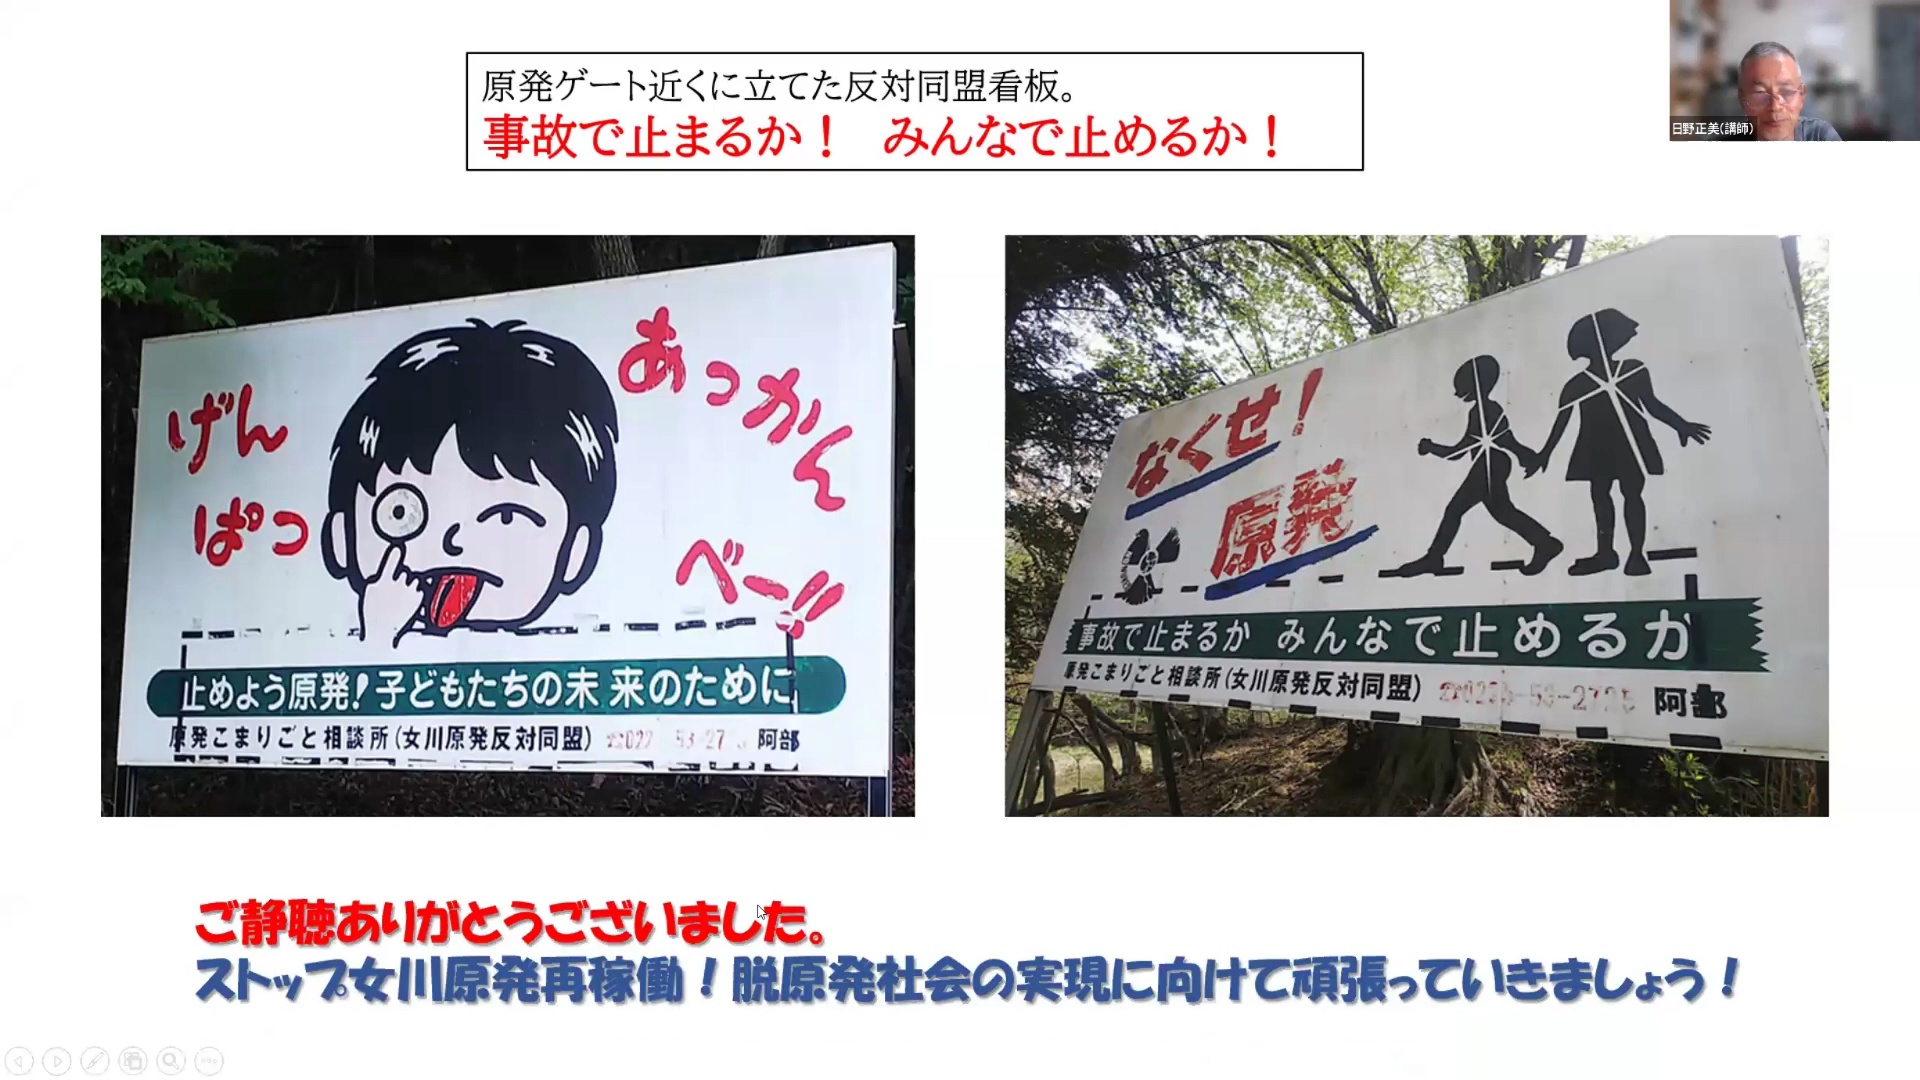 原発ゲート近くに立てた反対同盟看板。
事故で止まるか！　みんなで止めるか！
日野正美(講師)
げん
ぱつ
あっかん
べー!!
止めよう原発!子どもたちの未来のために
原発こまりごと相談所(女川原発反対同盟)
阿部
なくせ!
原発
事故で止まるか みんなで止めるか
原発こまりごと相談所(女川原発反対同盟)
阿部
ご静聴ありがとうございました。
ストップ女川原発再稼働！脱原発社会の実現に向けて頑張っていきましょう！